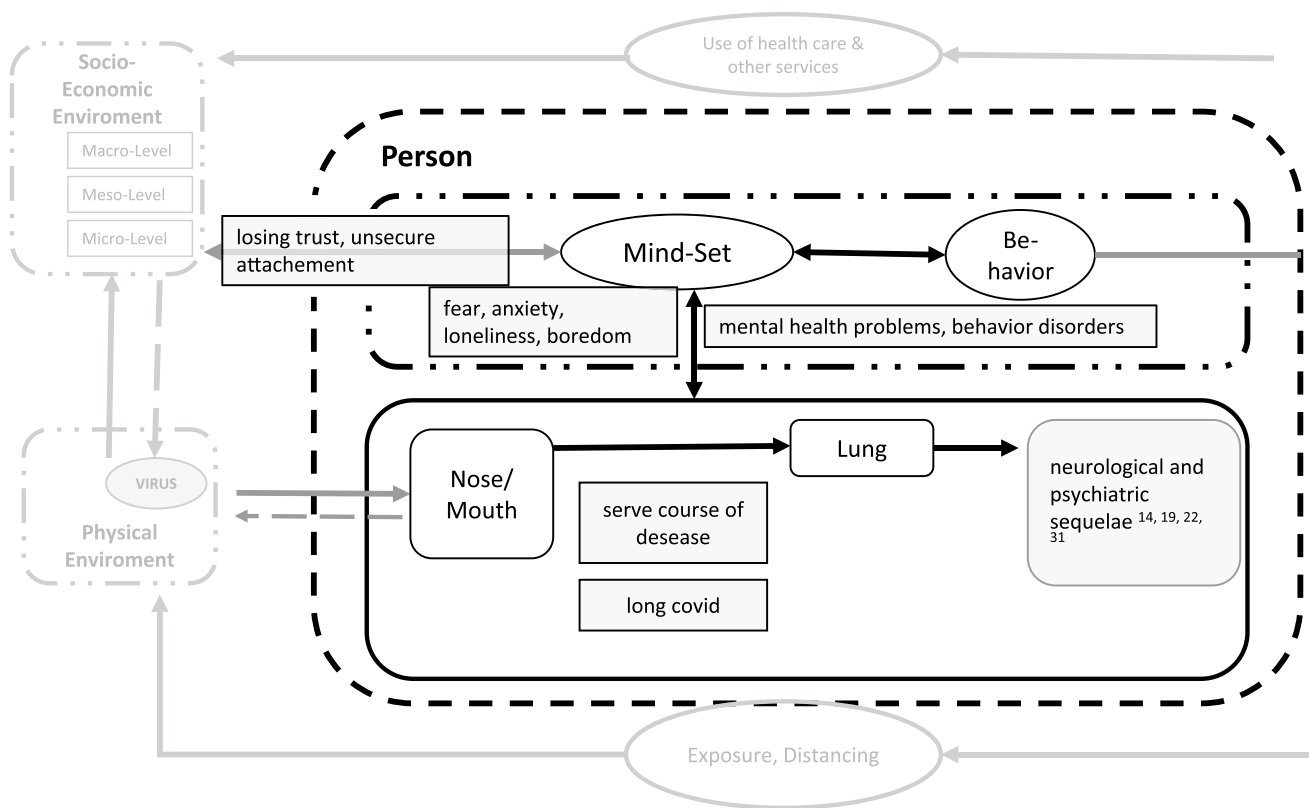 Use of health care &
other services
Socio-
Economic
Enviroment
Macro-Level
Meso-Level
Micro-Level
Person
losing trust, unsecure
attachement
Mind-Set
Be-
havior
fear, anxiety,
loneliness, boredom
mental health problems, behavior disorders
VIRUS
Physical
Enviroment
Nose/
Mouth
Lung
serve course of
desease
long covid
neurological and
psychiatric
sequelae 14, 19, 22,
31
Exposure, Distancing